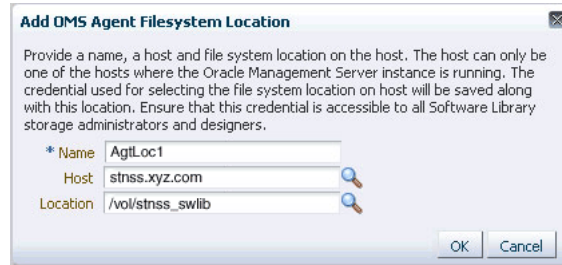 Add OMS Agent Filesystem Location
Provide a name, a host and file system location on the host. The host can only be
one of the hosts where the Oracle Management Server instance is running. The
credential used for selecting the file system location on host will be saved along
with this location. Ensure that this credential is accessible to all Software Library
storage administrators and designers.
* Name AgtLoc1
Host stnss.xyz.com
Location /vol/stnss_swlib
OK Cancel